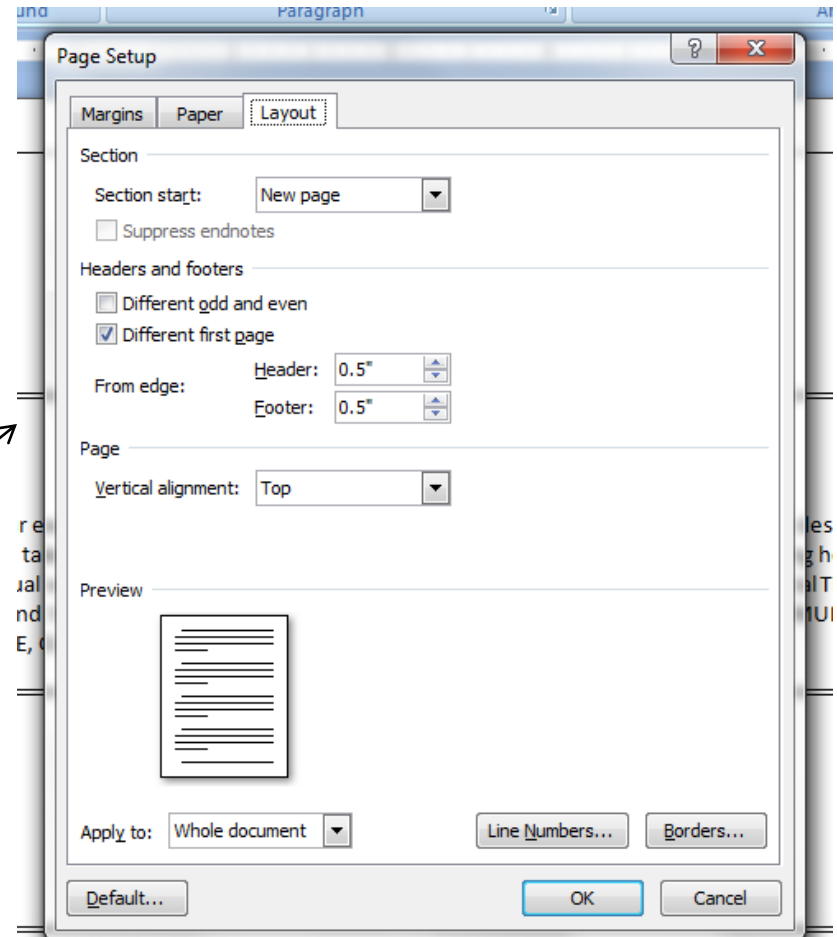 Paragraph
Page Setup
Margins Paper Layout
Section
Section start: New page
Suppress endnotes
Headers and footers
Different odd and even
Different first page
From edge:
Header: 0.5"
Footer: 0.5"
Page
Vertical alignment: Top
Preview
Apply to: Whole document Line Numbers... Borders...
Default... OK Cancel